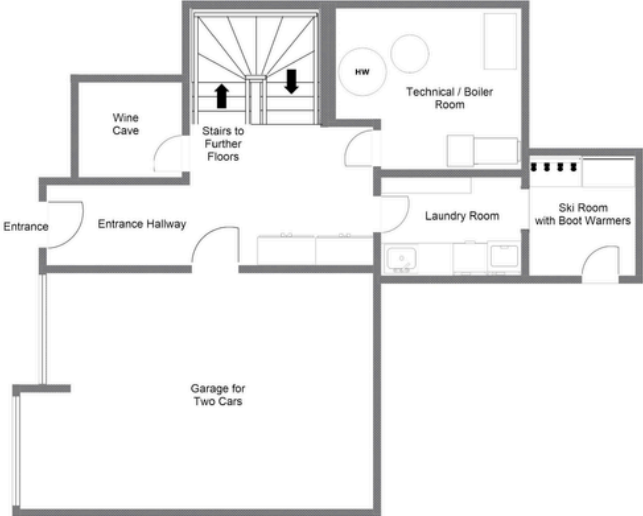 HW
Technical / Boiler
Room
Wine
Cave
Stairs to
Further
Floors
Entrance
Entrance Hallway
Laundry Room
Ski Room
with Boot Warmers
Garage for
Two Cars